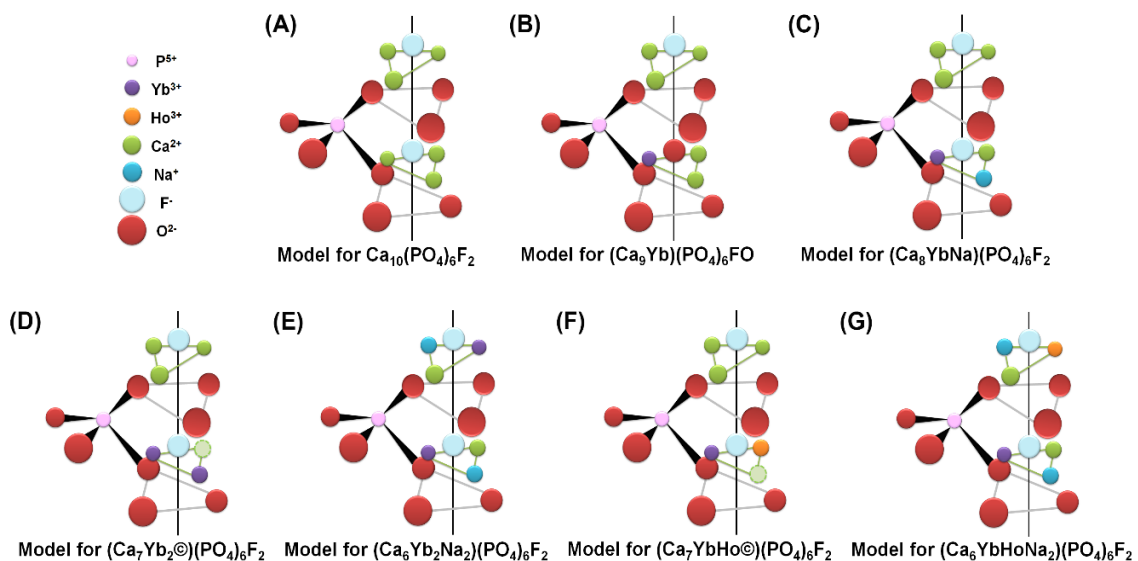 (A)
(B)
(C)
P⁵⁺
Yb³⁺
Ho³⁺
Ca²⁺
Na⁺
F⁻
O²⁻
Model for Ca₁₀(PO₄)₆F₂
Model for (Ca₉Yb)(PO₄)₆FO
Model for (Ca₈YbNa)(PO₄)₆F₂
(D)
(E)
(F)
(G)
Model for (Ca₇Yb₂©)(PO₄)₆F₂
Model for (Ca₆Yb₂Na₂)(PO₄)₆F₂
Model for (Ca₇YbHo©)(PO₄)₆F₂
Model for (Ca₆YbHoNa₂)(PO₄)₆F₂